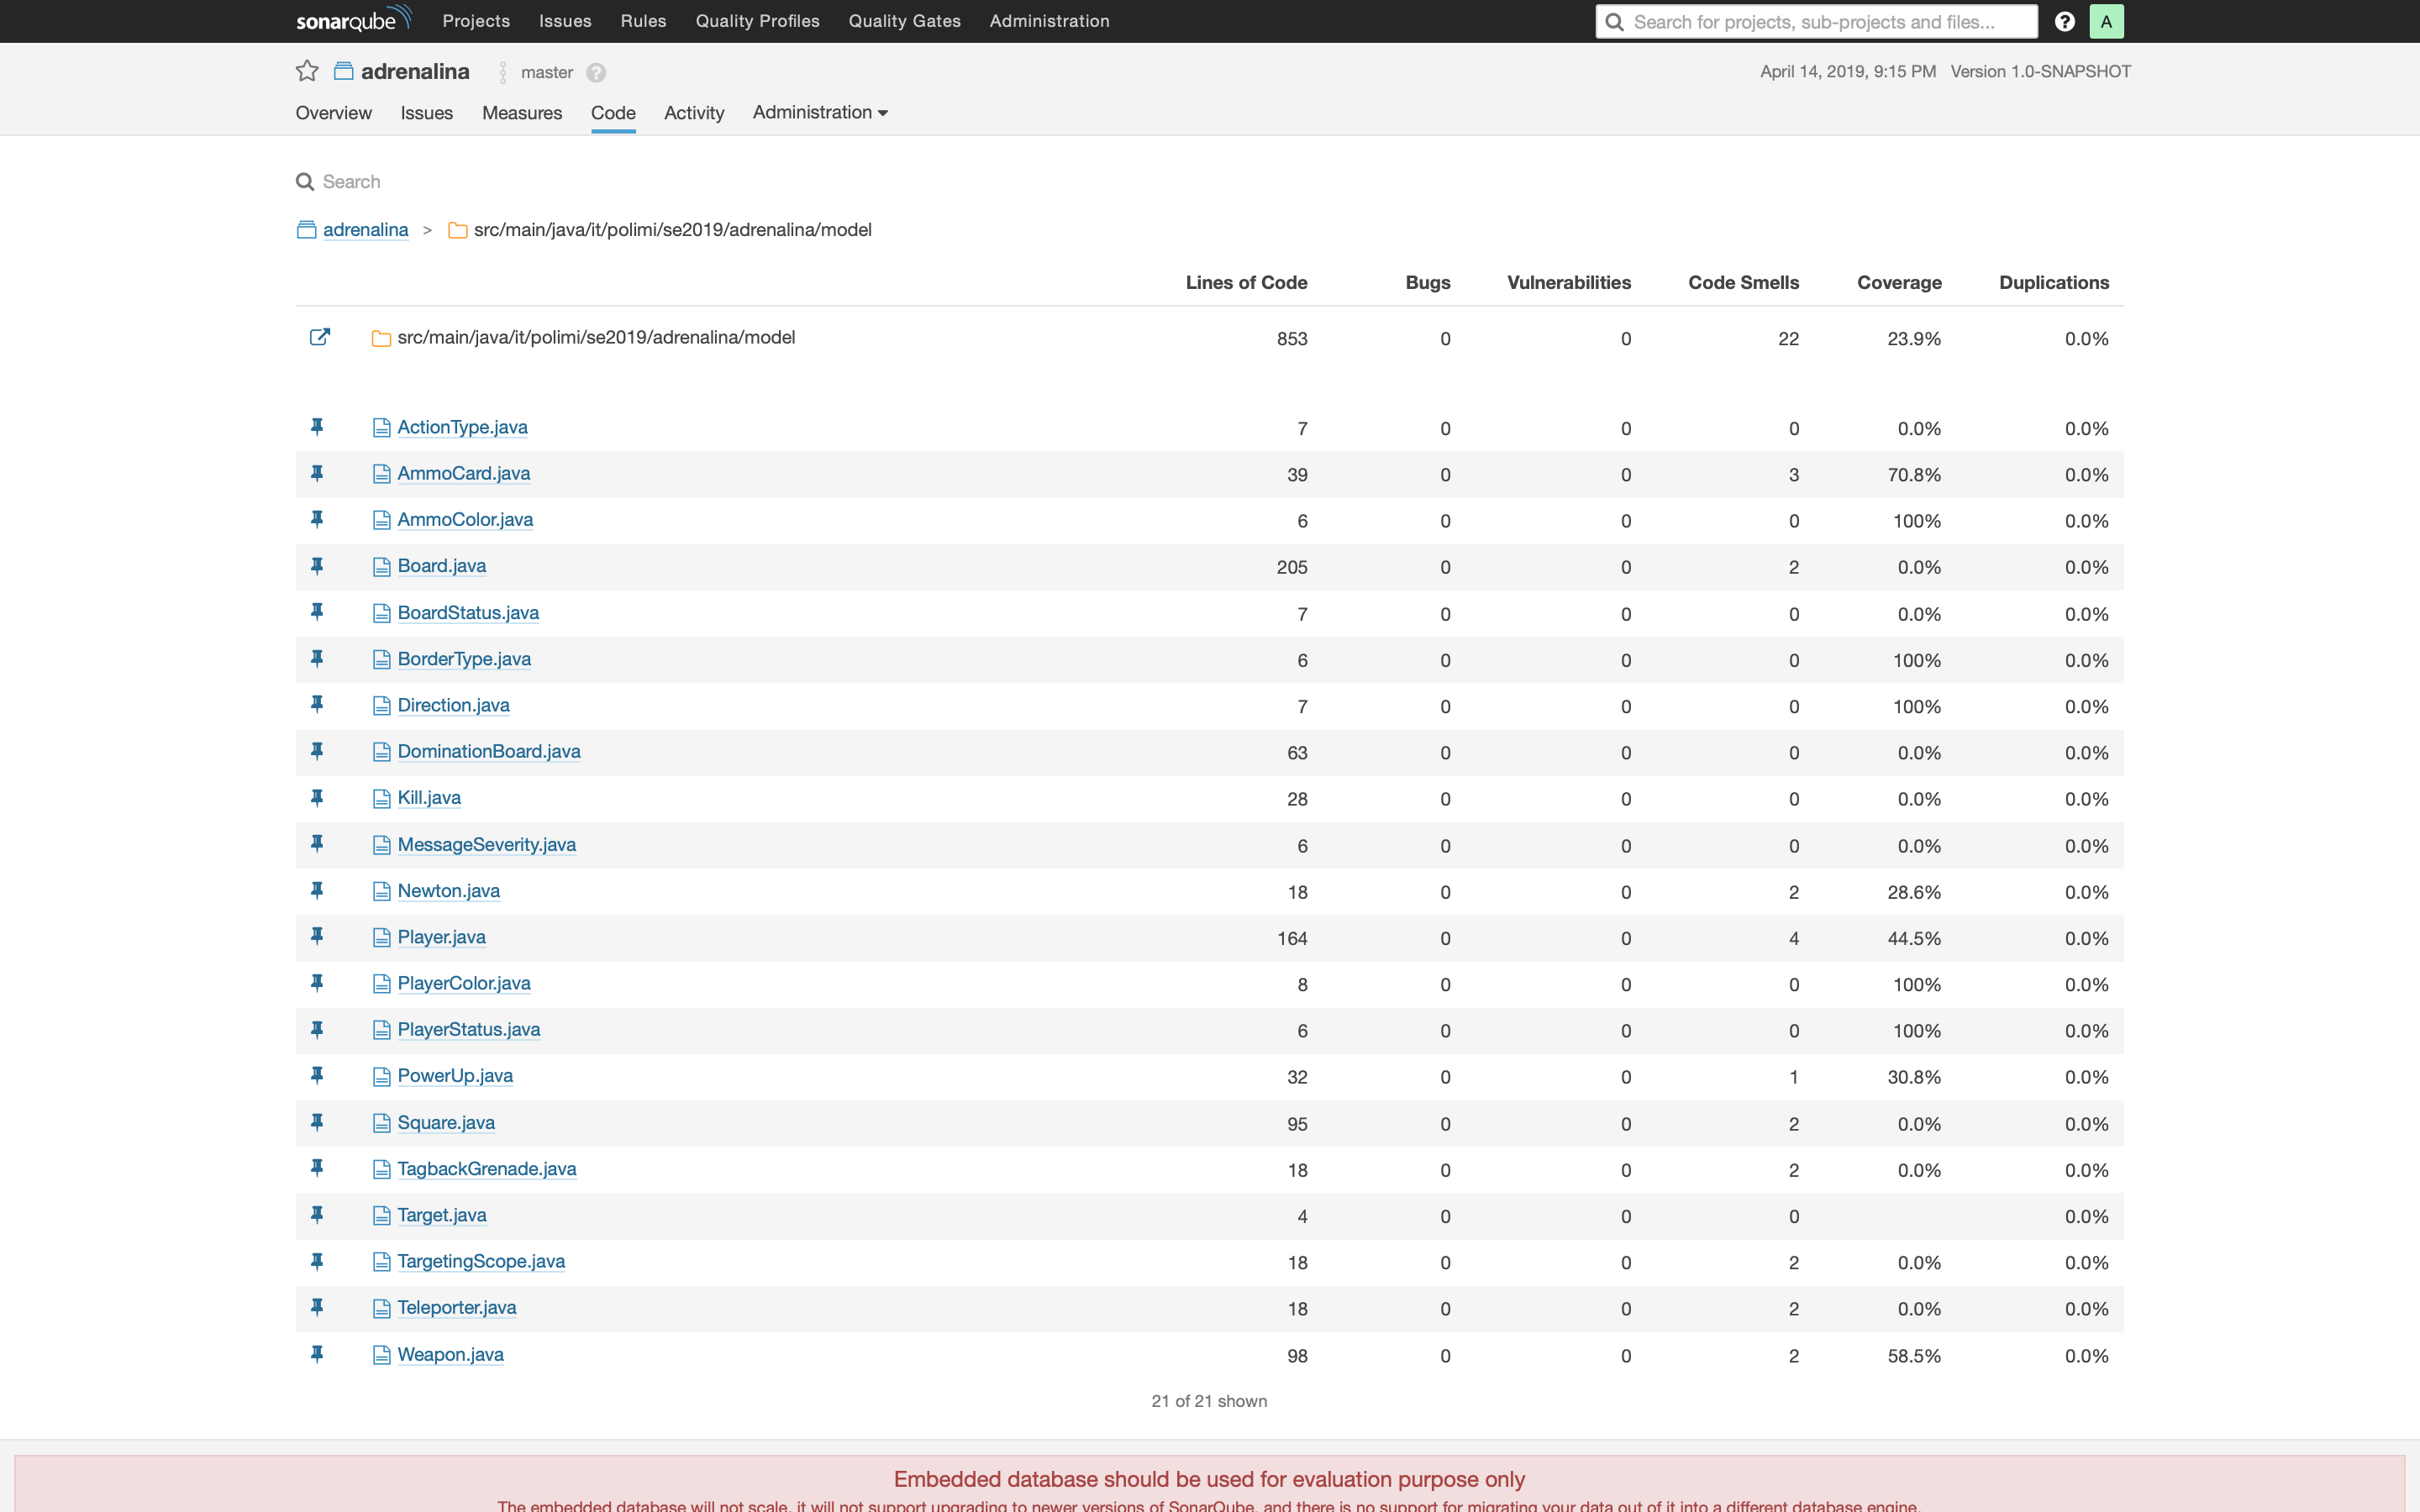 sonarqube Projects Issues Rules Quality Profiles Quality Gates Administration Search for projects, sub-projects and files... ? A
adrenalina master ? April 14, 2019, 9:15 PM Version 1.0-SNAPSHOT
Overview Issues Measures Code Activity Administration
Search
adrenalina > src/main/java/it/polimi/se2019/adrenalina/model
Lines of Code Bugs Vulnerabilities Code Smells Coverage Duplications
src/main/java/it/polimi/se2019/adrenalina/model 853 0 0 22 23.9% 0.0%
ActionType.java 7 0 0 0 0.0% 0.0%
AmmoCard.java 39 0 0 3 70.8% 0.0%
AmmoColor.java 6 0 0 0 100% 0.0%
Board.java 205 0 0 2 0.0% 0.0%
BoardStatus.java 7 0 0 0 0.0% 0.0%
BorderType.java 6 0 0 0 100% 0.0%
Direction.java 7 0 0 0 100% 0.0%
DominationBoard.java 63 0 0 0 0.0% 0.0%
Kill.java 28 0 0 0 0.0% 0.0%
MessageSeverity.java 6 0 0 0 0.0% 0.0%
Newton.java 18 0 0 2 28.6% 0.0%
Player.java 164 0 0 4 44.5% 0.0%
PlayerColor.java 8 0 0 0 100% 0.0%
PlayerStatus.java 6 0 0 0 100% 0.0%
PowerUp.java 32 0 0 1 30.8% 0.0%
Square.java 95 0 0 2 0.0% 0.0%
TagbackGrenade.java 18 0 0 2 0.0% 0.0%
Target.java 4 0 0 0 0.0%
TargetingScope.java 18 0 0 2 0.0% 0.0%
Teleporter.java 18 0 0 2 0.0% 0.0%
Weapon.java 98 0 0 2 58.5% 0.0%
21 of 21 shown
Embedded database should be used for evaluation purpose only
The embedded database will not scale, it will not support upgrading to newer versions of SonarQube, and there is no support for migrating your data out of it into a different database engine.